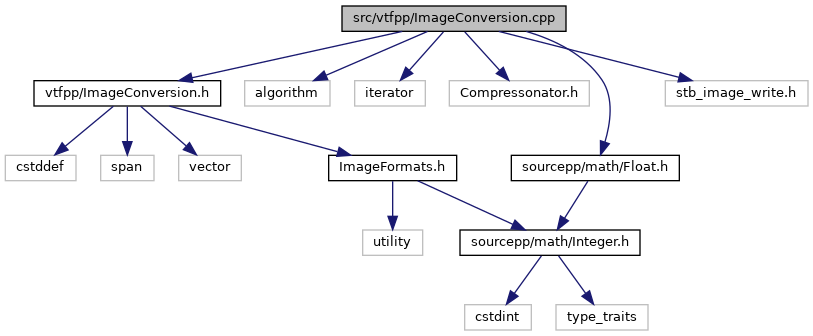 src/vtfpp/ImageConversion.cpp
vtfpp/ImageConversion.h
algorithm
iterator
Compressonator.h
stb_image_write.h
cstddef
span
vector
ImageFormats.h
sourcepp/math/Float.h
utility
sourcepp/math/Integer.h
cstdint
type_traits